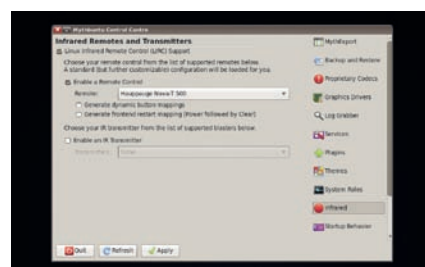 Mythbuntu Control Centre
Infrared Remotes and Transmitters
Linux Infrared Remote Control (LIRC) Support
Choose your remote control from the list of supported remotes below.
A standard (but further customization) configuration will be loaded for you.
Enable a Remote Control
Remote: Hauppauge Nova-T 500
Generate dynamic button mappings
Generate frontend restart mapping (Power followed by Clear)
Choose your IR transmitter from the list of supported blasters below.
Enable an IR Transmitter
Quit
Refresh
Apply
MythExport
Backup and Restore
Proprietary Codecs
Graphics Drivers
Log Grabber
Services
Plugins
Themes
System Roles
Infrared
Startup Behavior